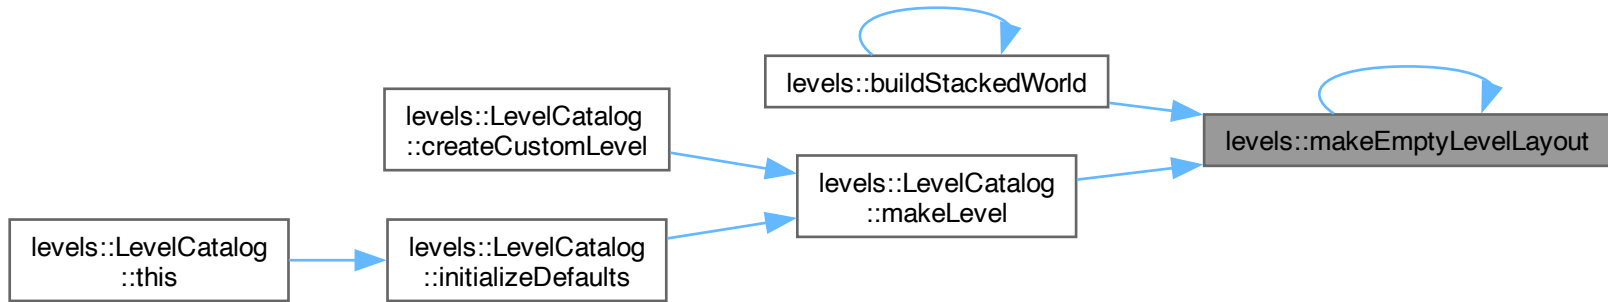 levels::buildStackedWorld
levels::LevelCatalog
::createCustomLevel
levels::makeEmptyLevelLayout
levels::LevelCatalog
::makeLevel
levels::LevelCatalog
::this
levels::LevelCatalog
::initializeDefaults